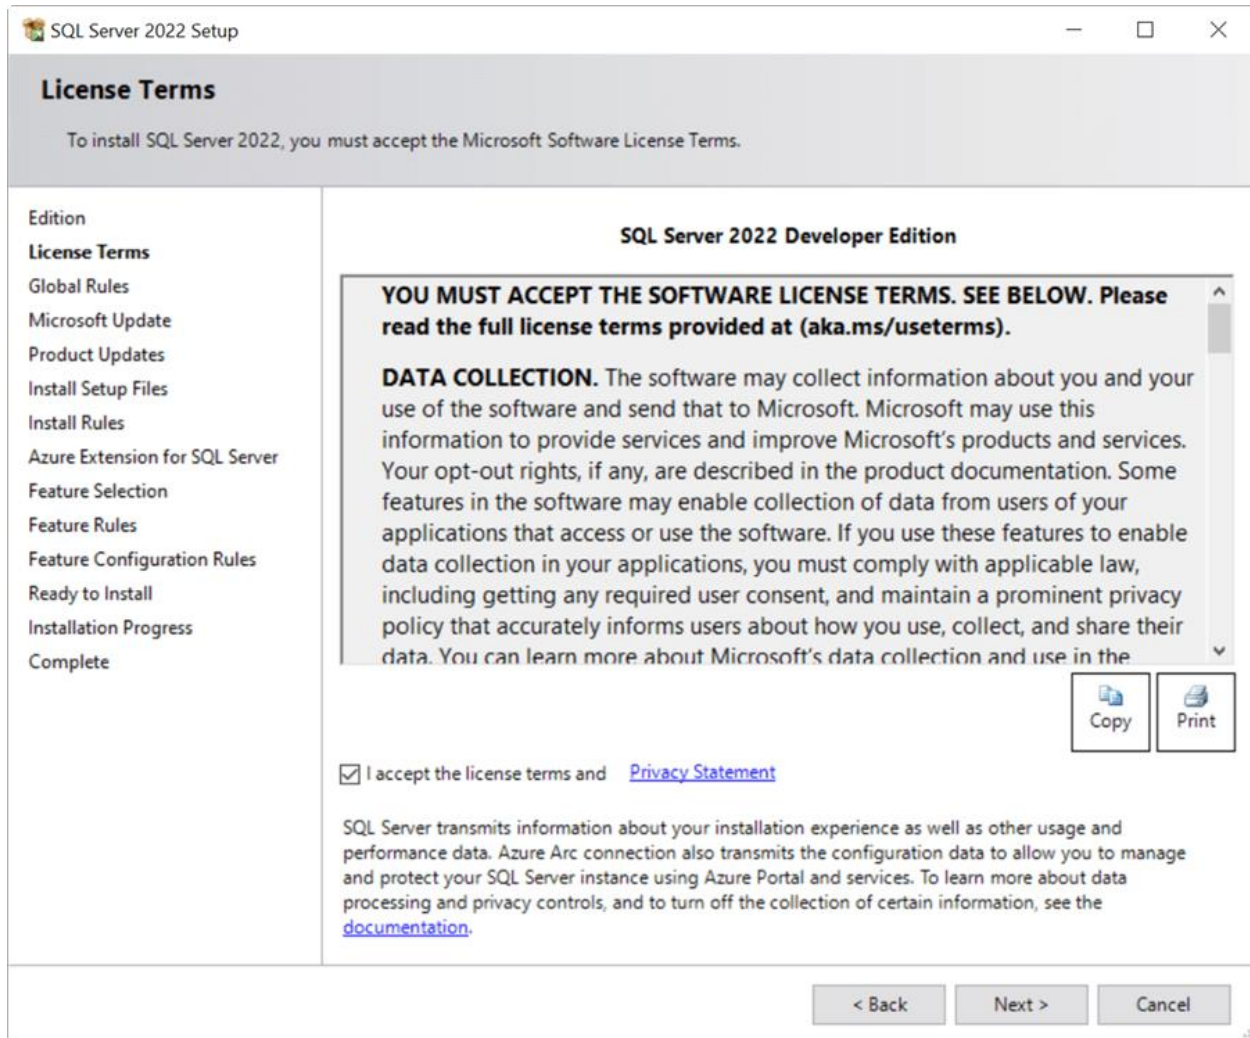 SQL Server 2022 Setup
License Terms
To install SQL Server 2022, you must accept the Microsoft Software License Terms.
Edition
License Terms
Global Rules
Microsoft Update
Product Updates
Install Setup Files
Install Rules
Azure Extension for SQL Server
Feature Selection
Feature Rules
Feature Configuration Rules
Ready to Install
Installation Progress
Complete
SQL Server 2022 Developer Edition
YOU MUST ACCEPT THE SOFTWARE LICENSE TERMS. SEE BELOW. Please
read the full license terms provided at (aka.ms/useterms).
DATA COLLECTION. The software may collect information about you and your
use of the software and send that to Microsoft. Microsoft may use this
information to provide services and improve Microsoft's products and services.
Your opt-out rights, if any, are described in the product documentation. Some
features in the software may enable collection of data from users of your
applications that access or use the software. If you use these features to enable
data collection in your applications, you must comply with applicable law,
including getting any required user consent, and maintain a prominent privacy
policy that accurately informs users about how you use, collect, and share their
data. You can learn more about Microsoft's data collection and use in the
Copy
Print
I accept the license terms and Privacy Statement
SQL Server transmits information about your installation experience as well as other usage and
performance data. Azure Arc connection also transmits the configuration data to allow you to manage
and protect your SQL Server instance using Azure Portal and services. To learn more about data
processing and privacy controls, and to turn off the collection of certain information, see the
documentation.
< Back
Next >
Cancel